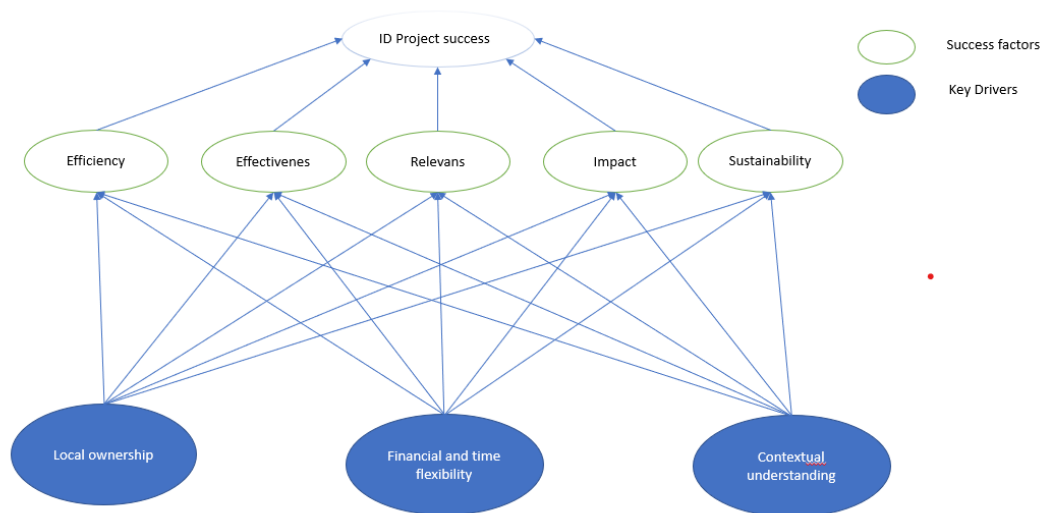 ID Project success
Success factors
Key Drivers
Efficiency
Effectivenes
Relevans
Impact
Sustainability
Local ownership
Financial and time
flexibility
Contextual
understanding